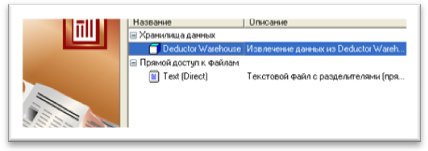 Название Описание
Хранилища данных
Deductor Warehouse Извлечение данных из Deductor Wareh...
Прямой доступ к файлам
Text (Direct) Текстовой файл с разделителями (пря...